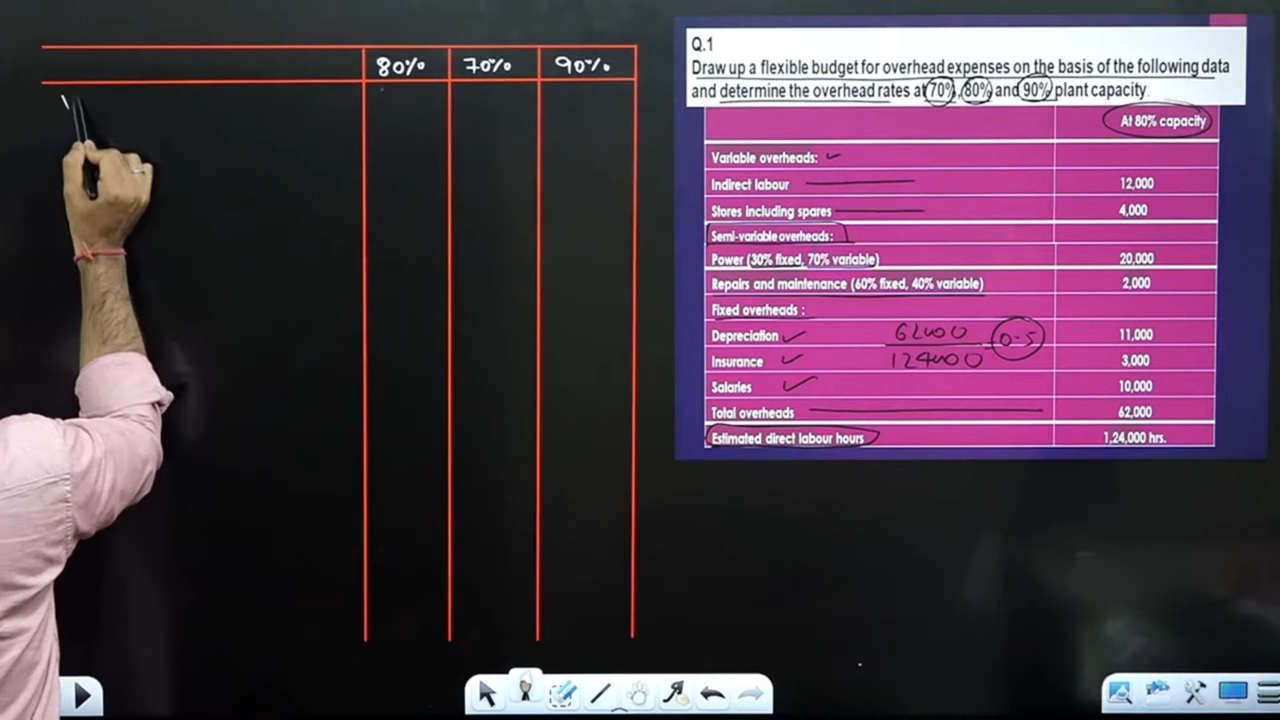 80% 70% 90%
Q.1
Draw up a flexible budget for overhead expenses on the basis of the following data
and determine the overhead rates at 70%, 80% and 90% plant capacity.
At 80% capacity
Variable overheads:
Indirect labour 12,000
Stores including spares 4,000
Semi-variable overheads:
Power (30% fixed, 70% variable) 20,000
Repairs and maintenance (60% fixed, 40% variable) 2,000
Fixed overheads :
Depreciation 11,000
Insurance 3,000
Salaries 10,000
Total overheads 62,000
Estimated direct labour hours 1,24,000 hrs.
62000
124000
0.5